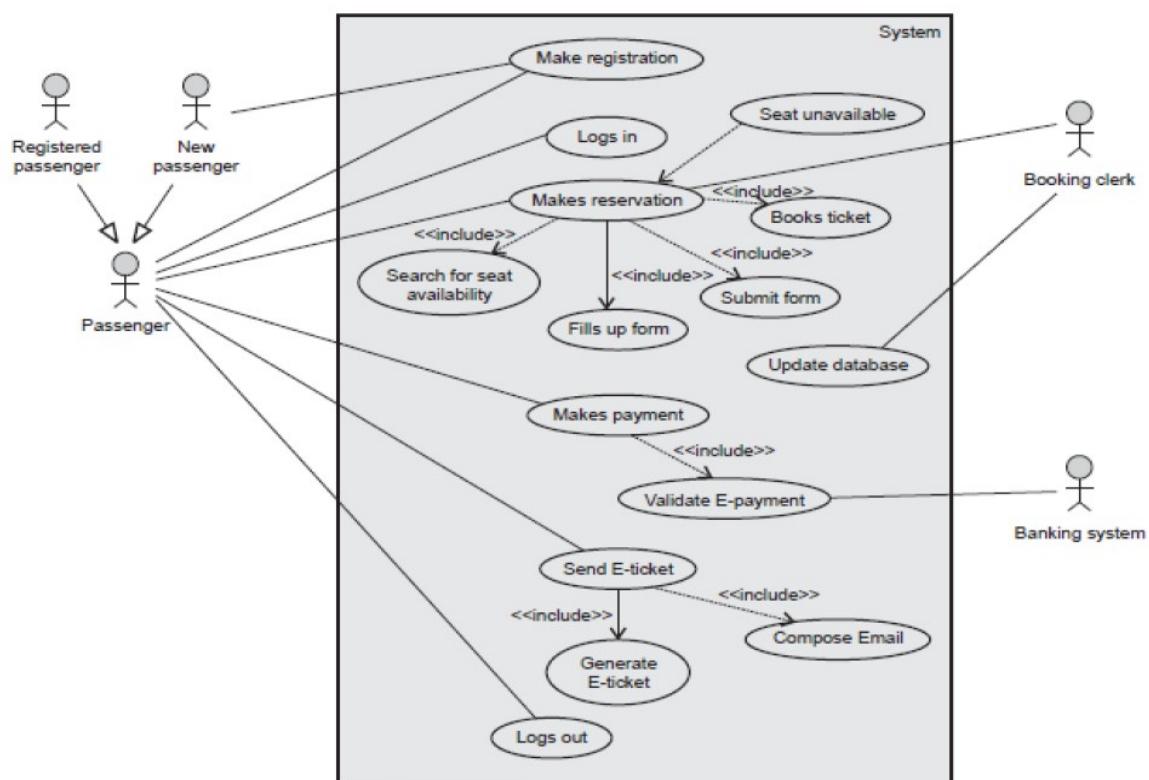 System
Make registration
Seat unavailable
Registered
passenger
New
passenger
Logs in
Booking clerk
Makes reservation
<<include>>
Books ticket
<<include>>
<<include>>
<<include>>
Search for seat
availability
Submit form
Passenger
Fills up form
Update database
Makes payment
<<include>>
Validate E-payment
Banking system
Send E-ticket
<<include>>
<<include>>
Compose Email
Generate
E-ticket
Logs out